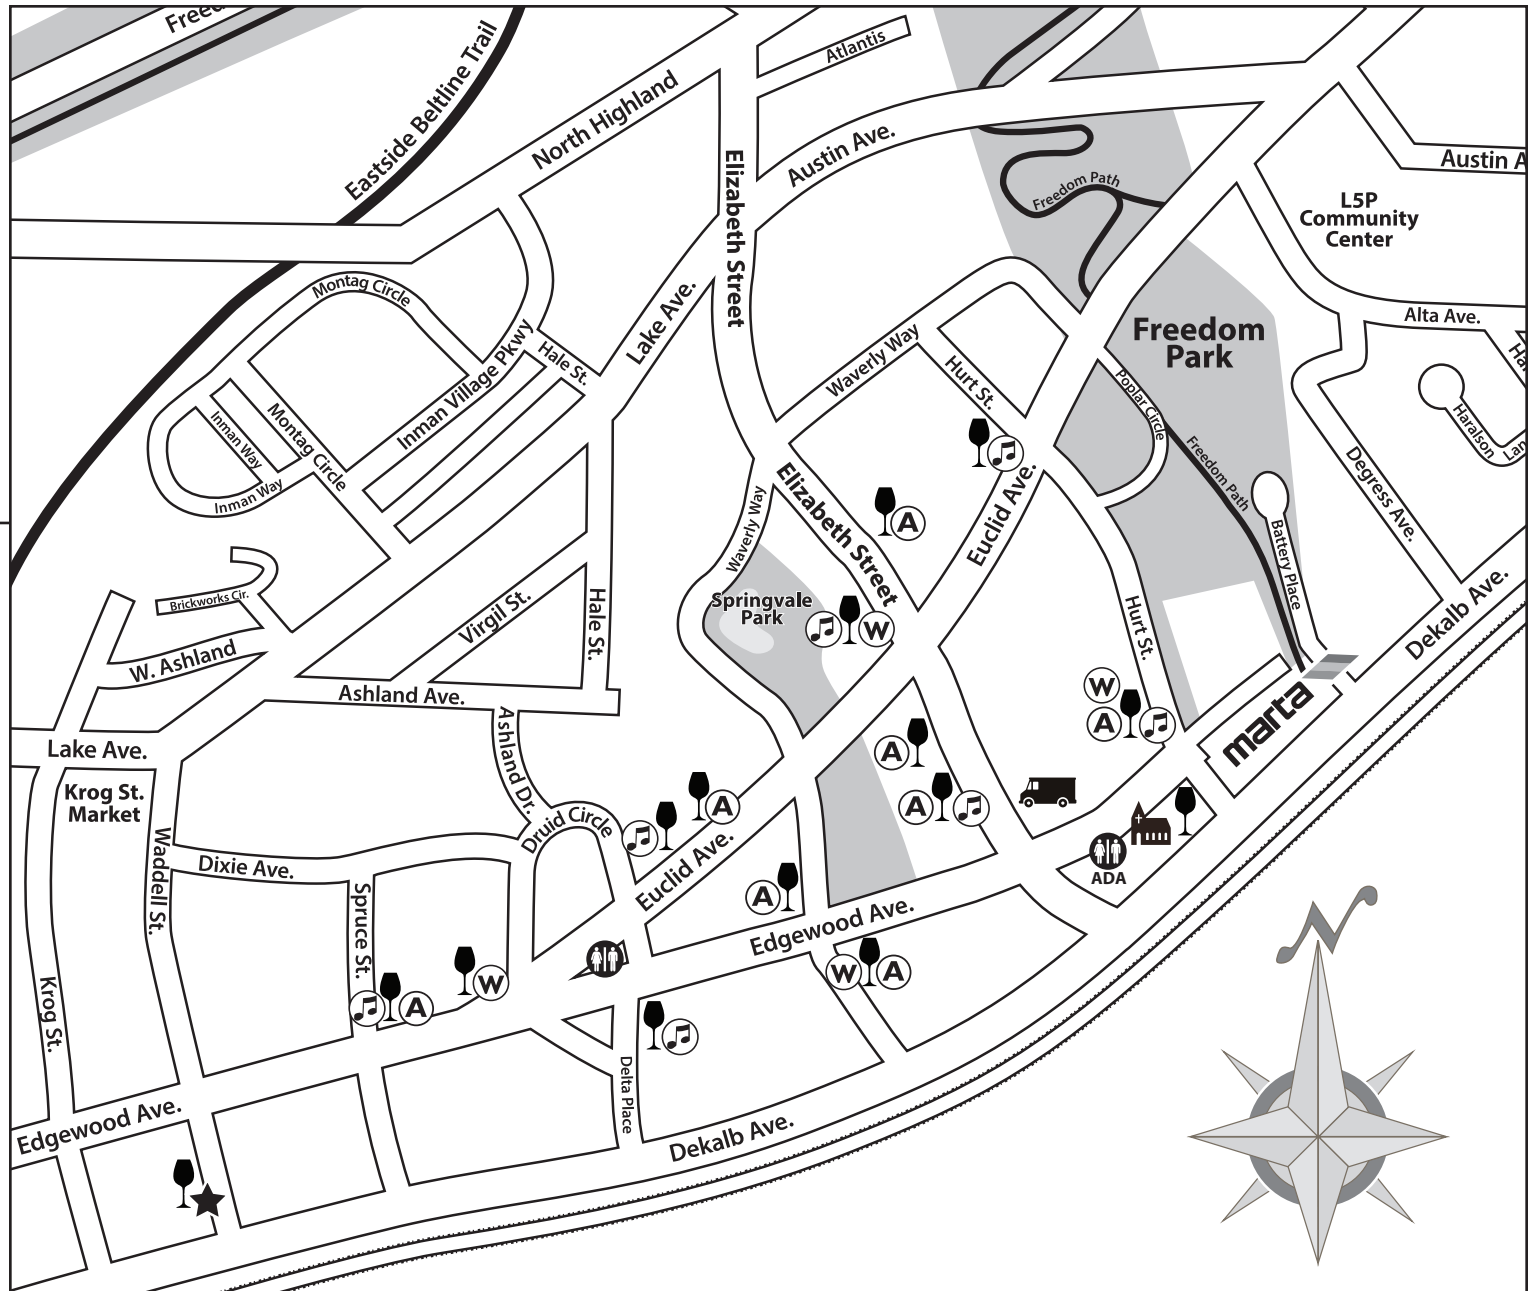 Freed
Eastside Beltline Trail
North Highland
Atlantis
Austin Ave.
Austin A
Freedom Path
L5P
Community
Center
Elizabeth Street
Lake Ave.
Montag Circle
Inman Village Pkwy
Hale St.
Waverly Way
Hurt St.
Freedom
Park
Alta Ave.
Ha
Haralson
Lan
Poplar Circle
Freedom Path
Degress Ave.
Inman Way
Montag Circle
Inman Way
Euclid Ave.
Elizabeth Street
A
Waverly Way
Battery Place
Springvale
Park
W
Brickworks Cir.
Virgil St.
Hale St.
Hurt St.
Dekalb Ave.
W. Ashland
Ashland Ave.
W
A
marta
Lake Ave.
Ashland Dr.
A
Krog St.
Market
A
A
Druid Circle
Waddell St.
Dixie Ave.
Euclid Ave.
ADA
A
Spruce St.
Edgewood Ave.
W
A
W
A
Krog St.
Delta Place
Edgewood Ave.
Dekalb Ave.
N